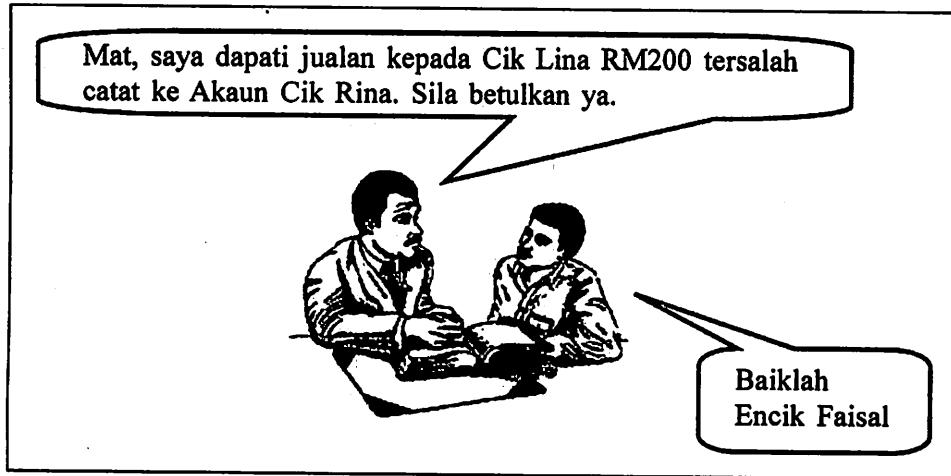 Mat, saya dapati jualan kepada Cik Lina RM200 tersalah
catat ke Akaun Cik Rina. Sila betulkan ya.
Baiklah
Encik Faisal